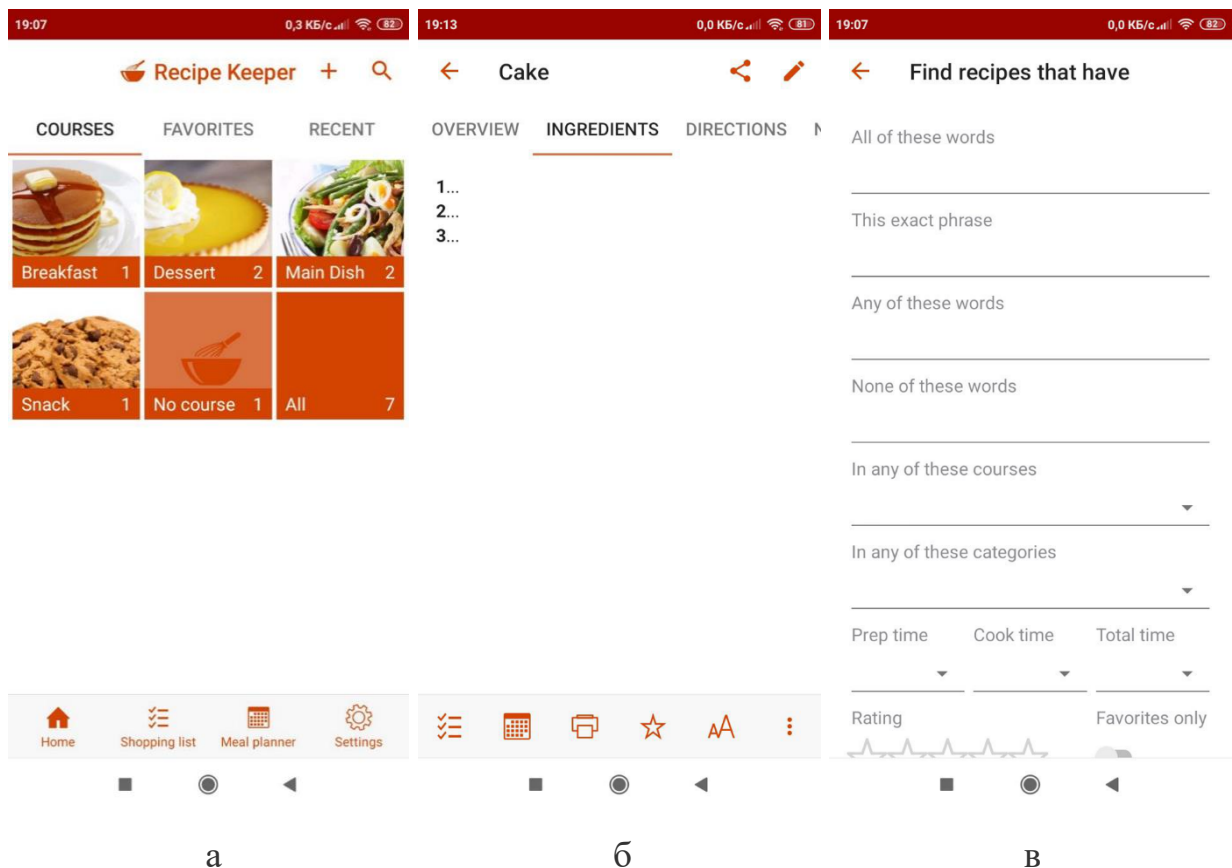 19:07 0,3 КБ/с 82
Recipe Keeper +
COURSES FAVORITES RECENT
Breakfast 1 Dessert 2 Main Dish 2
Snack 1 No course 1 All 7
Home Shopping list Meal planner Settings
а
19:13 0,0 КБ/с 81
Cake
OVERVIEW INGREDIENTS DIRECTIONS N
1...
2...
3...
AA
б
19:07 0,0 КБ/с 82
Find recipes that have
All of these words
This exact phrase
Any of these words
None of these words
In any of these courses
In any of these categories
Prep time Cook time Total time
Rating Favorites only
в